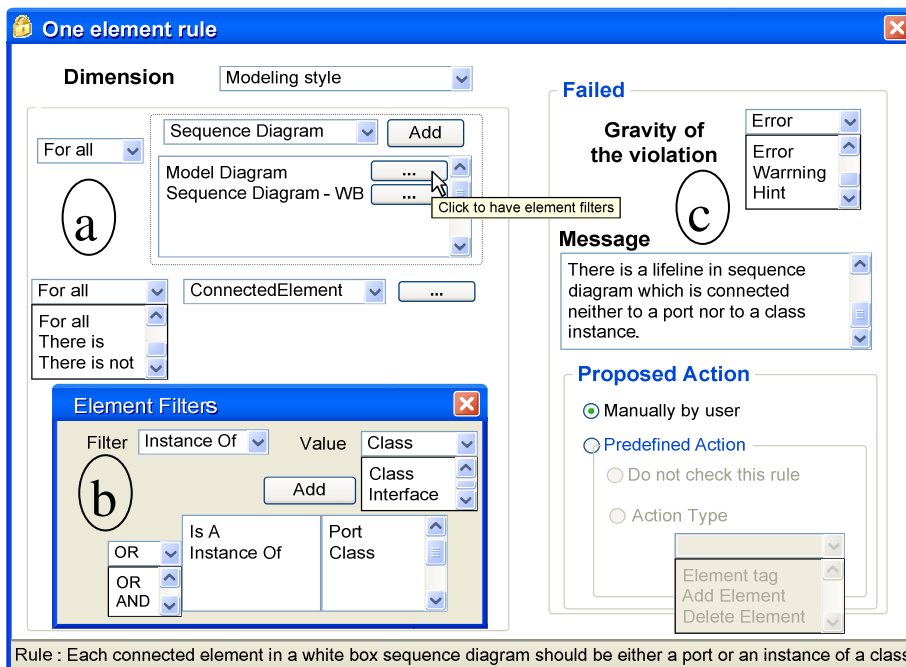 One element rule
Dimension
Modeling style
For all
Sequence Diagram
Add
Model Diagram
...
Sequence Diagram - WB
...
Click to have element filters
a
For all
ConnectedElement
...
For all
There is
There is not
Element Filters
Filter
Instance Of
Value
Class
Class
Interface
Add
b
Is A
Port
Instance Of
Class
OR
OR
AND
Failed
Gravity of
the violation
Error
Error
Warrning
Hint
c
Message
There is a lifeline in sequence
diagram which is connected
neither to a port nor to a class
instance.
Proposed Action
Manually by user
Predefined Action
Do not check this rule
Action Type
Element tag
Add Element
Delete Element
Rule : Each connected element in a white box sequence diagram should be either a port or an instance of a class